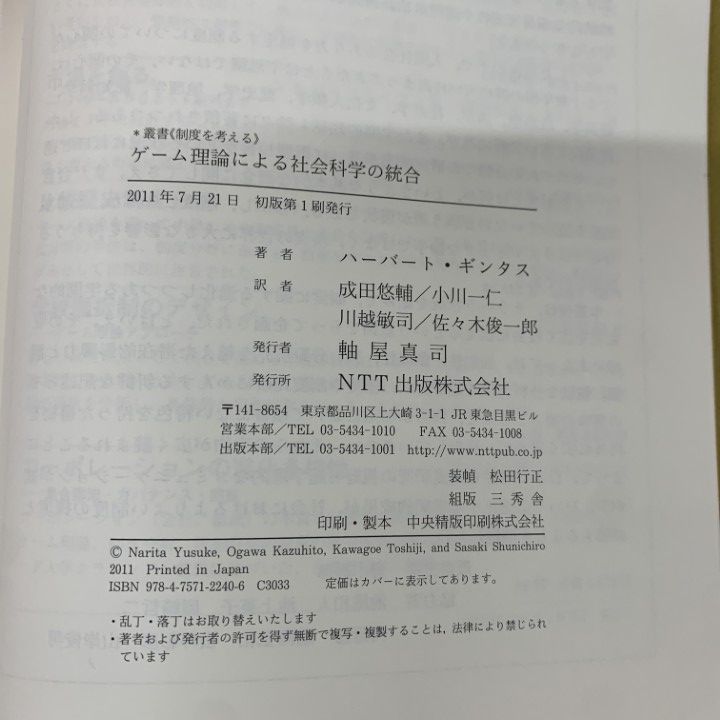 ＊叢書《制度を考える》
ゲーム理論による社会科学の統合
2011年7月21日　初版第1刷発行
著　者　ハーバート・ギンタス
訳　者　成田悠輔／小川一仁
川越敏司／佐々木俊一郎
発行者　軸屋真司
発行所　NTT出版株式会社
〒141-8654　東京都品川区上大崎3-1-1 JR東急目黒ビル
営業本部／TEL 03-5434-1010　FAX 03-5434-1008
出版本部／TEL 03-5434-1001　http://www.nttpub.co.jp
装幀　松田行正
組版　三秀舎
印刷・製本　中央精版印刷株式会社
© Narita Yusuke, Ogawa Kazuhito, Kawagoe Toshiji, and Sasaki Shunichiro
2011 Printed in Japan
ISBN 978-4-7571-2240-6 C3033　定価はカバーに表示してあります。
・乱丁・落丁はお取り替えいたします
・著者および発行者の許可を得ず無断で複写・複製することは，法律により禁じられ
ています